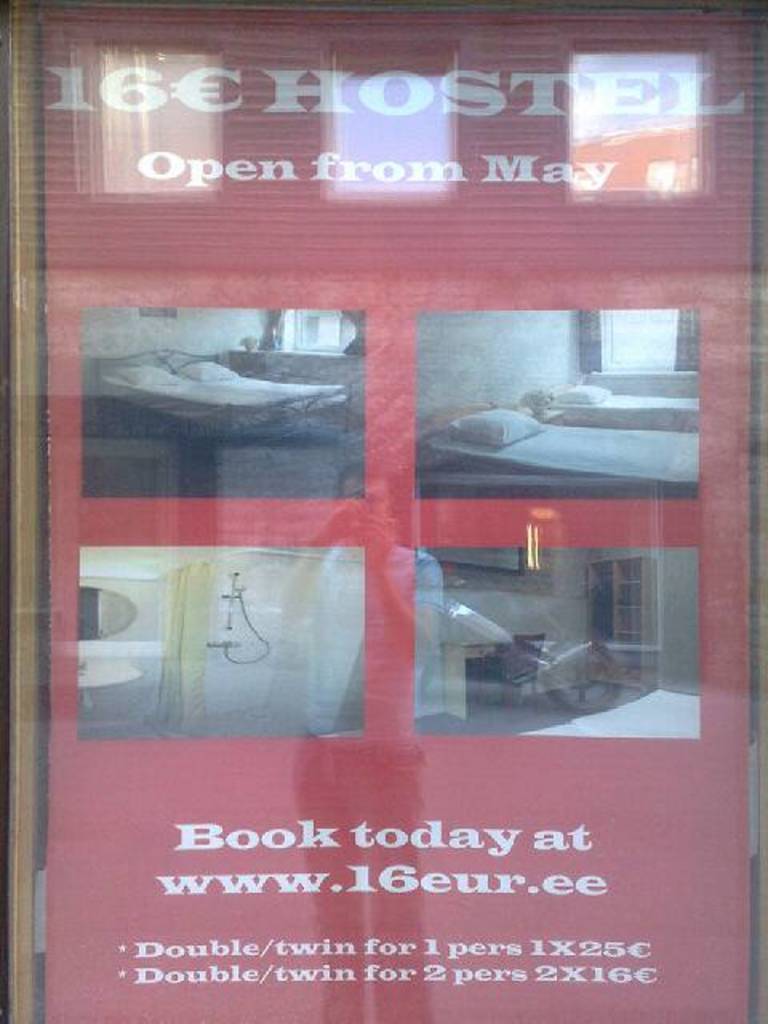 16€ HOSTEL
Open from May
Book today at
www.16eur.ee
* Double/twin for 1 pers 1X25€
* Double/twin for 2 pers 2X16€